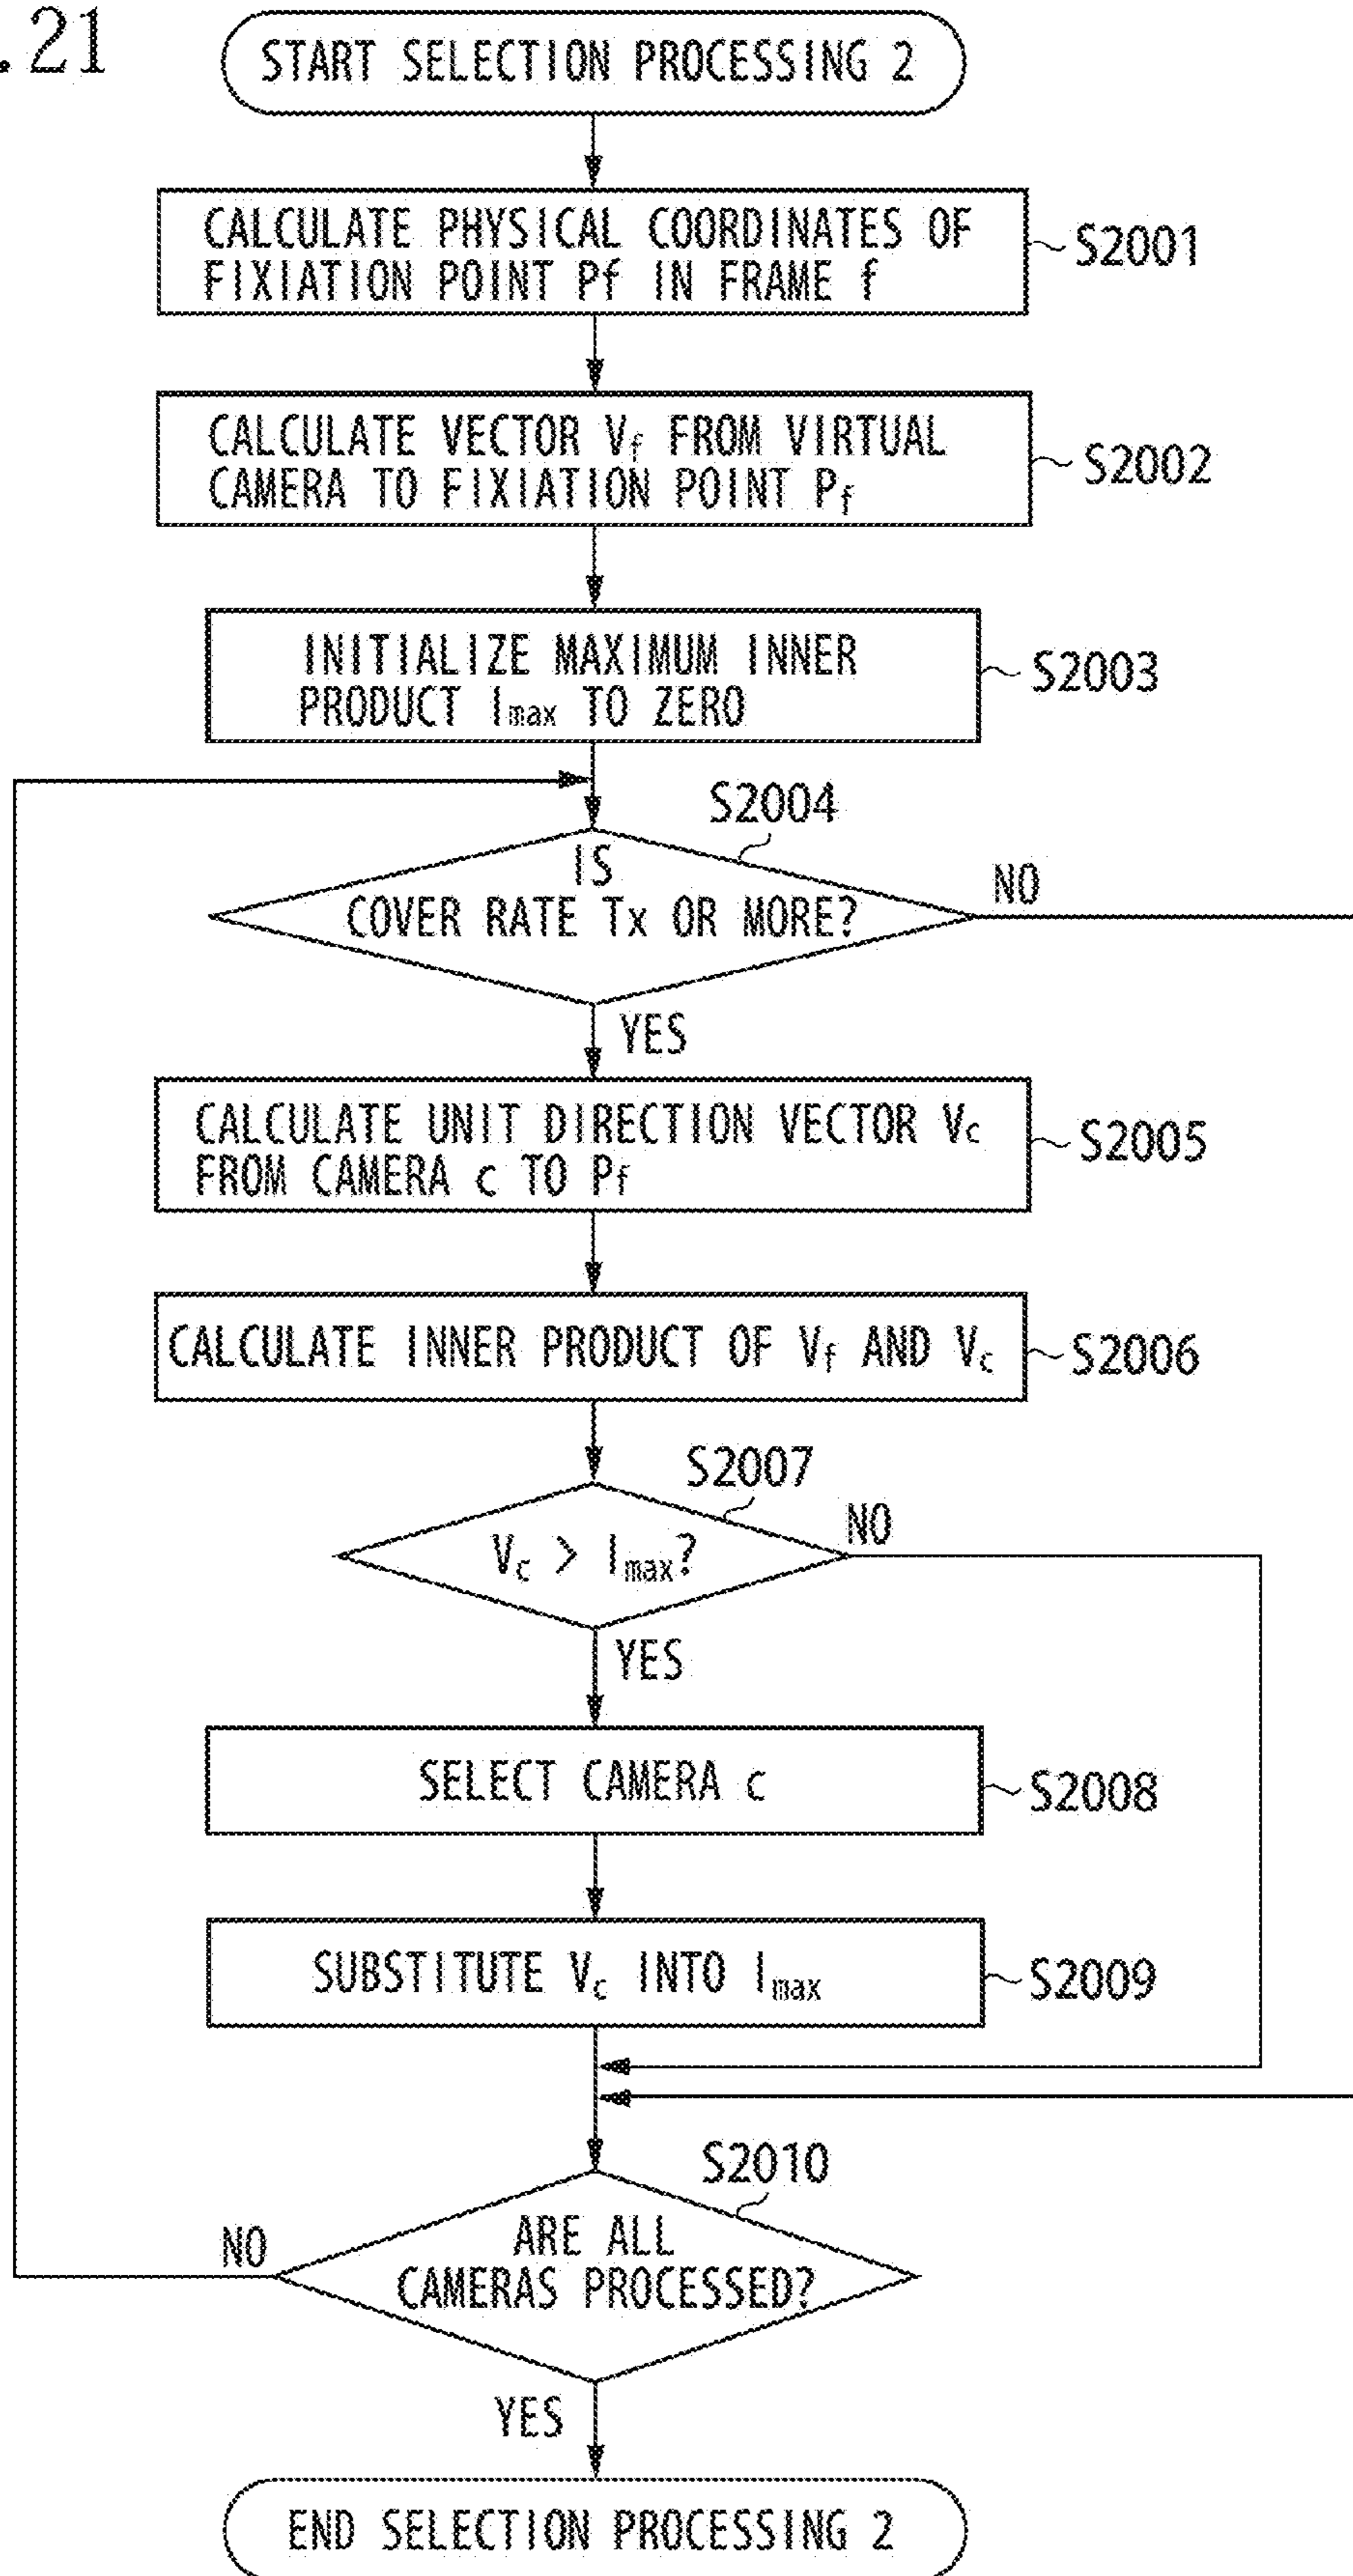 .21
START SELECTION PROCESSING 2
CALCULATE PHYSICAL COORDINATES OF
FIXIATION POINT Pf IN FRAME f
S2001
CALCULATE VECTOR Vf FROM VIRTUAL
CAMERA TO FIXIATION POINT Pf
S2002
INITIALIZE MAXIMUM INNER
PRODUCT Imax TO ZERO
S2003
S2004
IS
COVER RATE Tx OR MORE?
NO
YES
CALCULATE UNIT DIRECTION VECTOR Vc
FROM CAMERA c TO Pf
S2005
CALCULATE INNER PRODUCT OF Vf AND Vc
S2006
S2007
Vc > Imax?
NO
YES
SELECT CAMERA c
S2008
SUBSTITUTE Vc INTO Imax
S2009
S2010
ARE ALL
CAMERAS PROCESSED?
NO
YES
END SELECTION PROCESSING 2